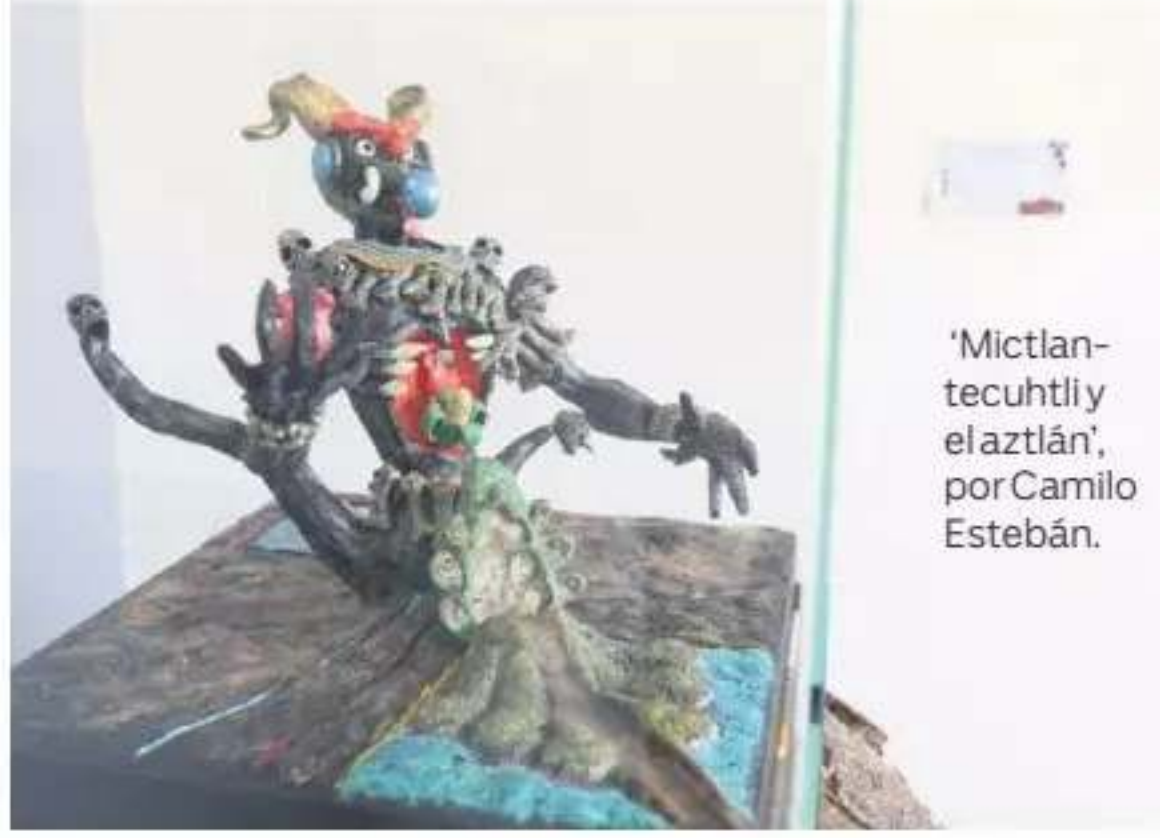 ‘Mictlan-
tecuhtli y
el aztlán’,
por Camilo
Estebán.